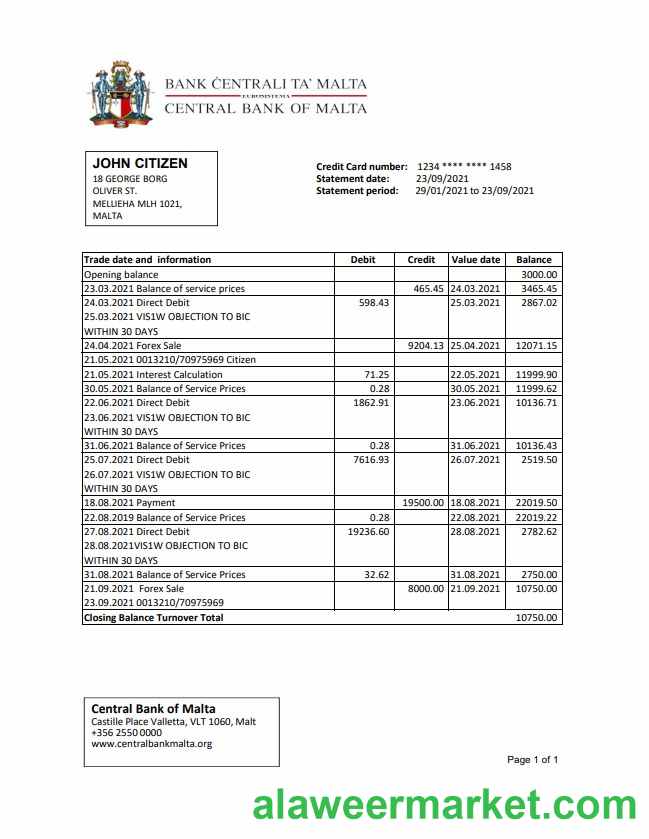 BANK ĊENTRALI TA' MALTA
EUROSISTEMA
CENTRAL BANK OF MALTA
JOHN CITIZEN
18 GEORGE BORG
OLIVER ST.
MELLIEHA MLH 1021,
MALTA
Credit Card number: 1234 **** **** 1458
Statement date: 23/09/2021
Statement period: 29/01/2021 to 23/09/2021
Trade date and information Debit Credit Value date Balance
Opening balance 3000.00
23.03.2021 Balance of service prices 465.45 24.03.2021 3465.45
24.03.2021 Direct Debit 598.43 25.03.2021 2867.02
25.03.2021 VIS1W OBJECTION TO BIC
WITHIN 30 DAYS
24.04.2021 Forex Sale 9204.13 25.04.2021 12071.15
21.05.2021 0013210/70975969 Citizen
21.05.2021 Interest Calculation 71.25 22.05.2021 11999.90
30.05.2021 Balance of Service Prices 0.28 30.05.2021 11999.62
22.06.2021 Direct Debit 1862.91 23.06.2021 10136.71
23.06.2021 VIS1W OBJECTION TO BIC
WITHIN 30 DAYS
31.06.2021 Balance of Service Prices 0.28 31.06.2021 10136.43
25.07.2021 Direct Debit 7616.93 26.07.2021 2519.50
26.07.2021 VIS1W OBJECTION TO BIC
WITHIN 30 DAYS
18.08.2021 Payment 19500.00 18.08.2021 22019.50
22.08.2019 Balance of Service Prices 0.28 22.08.2021 22019.22
27.08.2021 Direct Debit 19236.60 28.08.2021 2782.62
28.08.2021VIS1W OBJECTION TO BIC
WITHIN 30 DAYS
31.08.2021 Balance of Service Prices 32.62 31.08.2021 2750.00
21.09.2021 Forex Sale 8000.00 21.09.2021 10750.00
23.09.2021 0013210/70975969
Closing Balance Turnover Total 10750.00
Central Bank of Malta
Castille Place Valletta, VLT 1060, Malt
+356 2550 0000
www.centralbankmalta.org
Page 1 of 1
alaweermarket.com